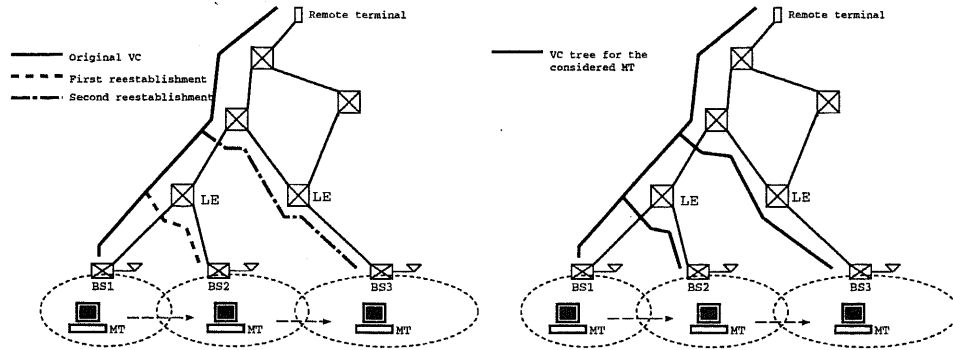 Remote terminal
Original VC
First reestablishment
Second reestablishment
LE
LE
BS1
BS2
BS3
MT
MT
MT
Remote terminal
VC tree for the
considered MT
LE
LE
BS1
BS2
BS3
MT
MT
MT